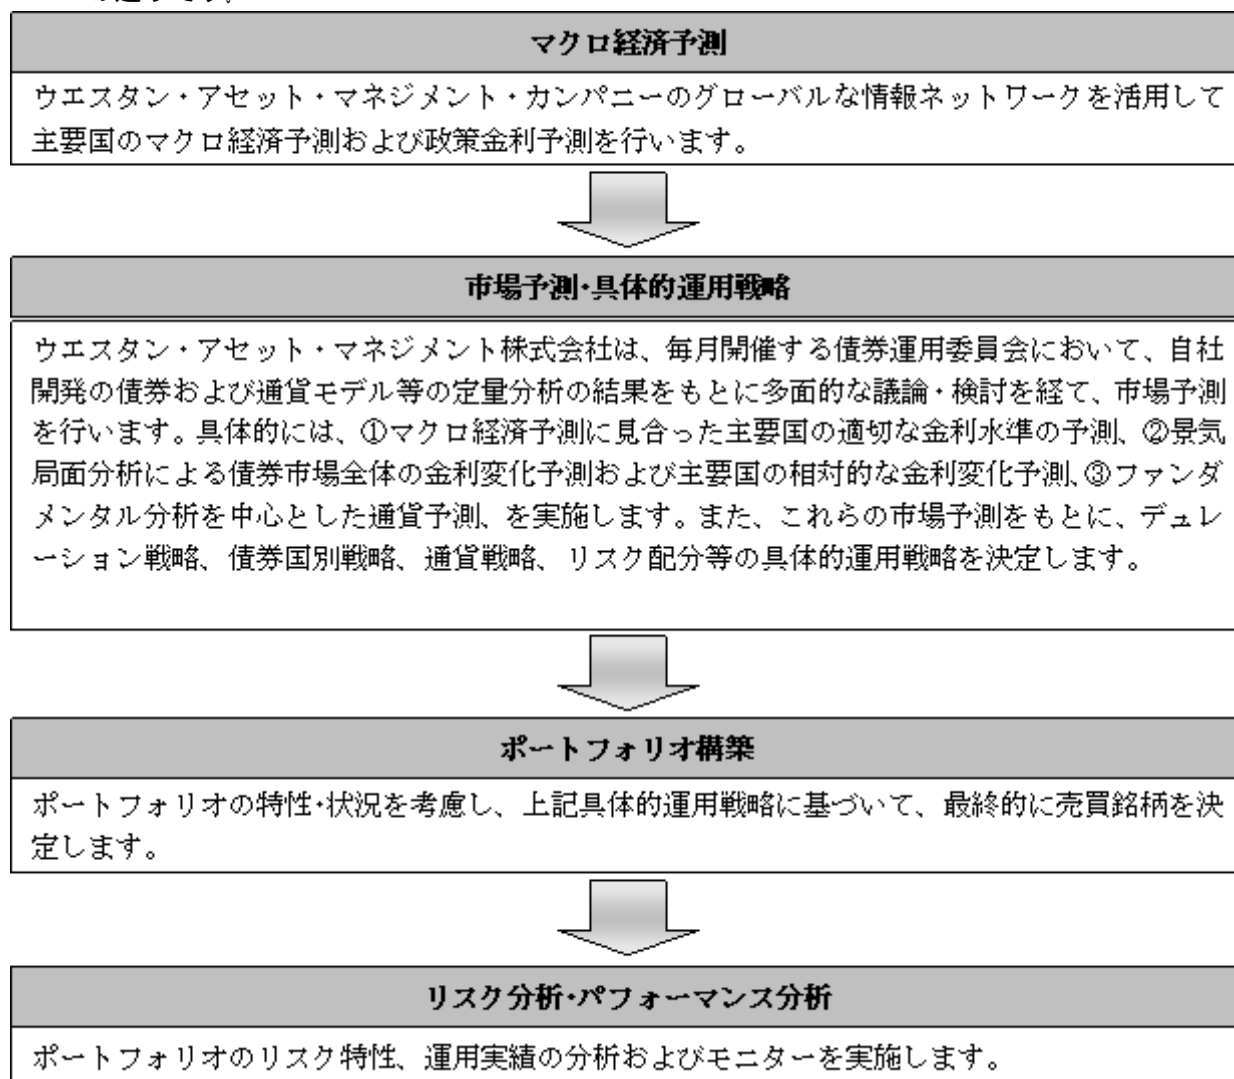 マクロ経済予測
ウエスタン・アセット・マネジメント・カンパニーのグローバルな情報ネットワークを活用して
主要国のマクロ経済予測および政策金利予測を行います。
市場予測・具体的運用戦略
ウエスタン・アセット・マネジメント株式会社は、毎月開催する債券運用委員会において、自社
開発の債券および通貨モデル等の定量分析の結果をもとに多面的な議論・検討を経て、市場予測
を行います。具体的には、①マクロ経済予測に見合った主要国の適切な金利水準の予測、②景気
局面分析による債券市場全体の金利変化予測および主要国の相対的な金利変化予測、③ファンダ
メンタル分析を中心とした通貨予測、を実施します。また、これらの市場予測をもとに、デュレ
ーション戦略、債券国別戦略、通貨戦略、リスク配分等の具体的運用戦略を決定します。
ポートフォリオ構築
ポートフォリオの特性・状況を考慮し、上記具体的運用戦略に基づいて、最終的に売買銘柄を決
定します。
リスク分析・パフォーマンス分析
ポートフォリオのリスク特性、運用実績の分析およびモニターを実施します。